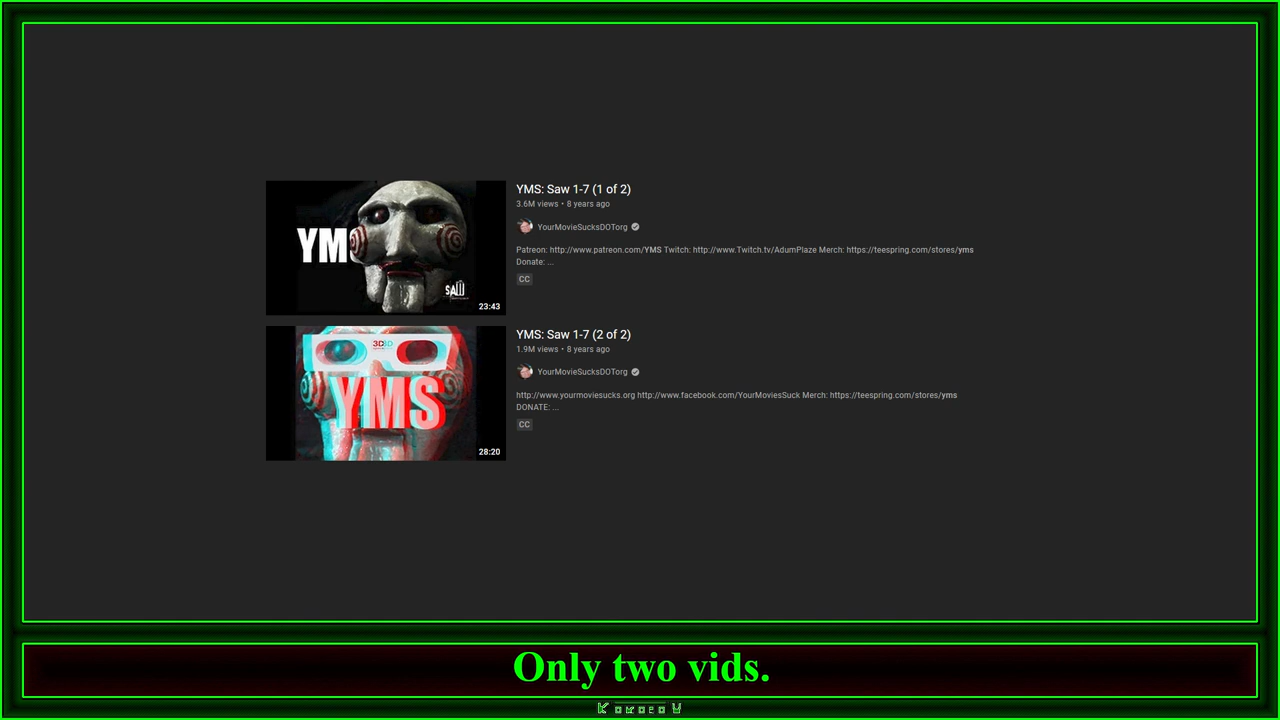 YM
SAW
23:43
YMS: Saw 1-7 (1 of 2)
3.6M views • 8 years ago
YourMovieSucksDOTorg
Patreon: http://www.patreon.com/YMS Twitch: http://www.Twitch.tv/AdumPlaze Merch: https://teespring.com/stores/yms
Donate: ...
CC
3D
YMS
28:20
YMS: Saw 1-7 (2 of 2)
1.9M views • 8 years ago
YourMovieSucksDOTorg
http://www.yourmoviesucks.org http://www.facebook.com/YourMoviesSuck Merch: https://teespring.com/stores/yms
DONATE: ...
CC
Only two vids.